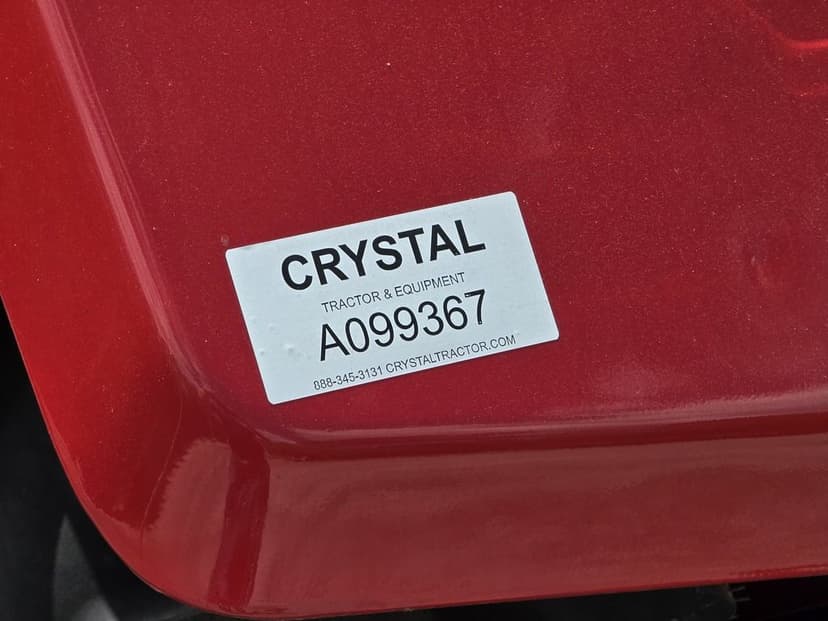 CRYSTAL
TRACTOR & EQUIPMENT
A099367
888-345-3131 CRYSTALTRACTOR.COM